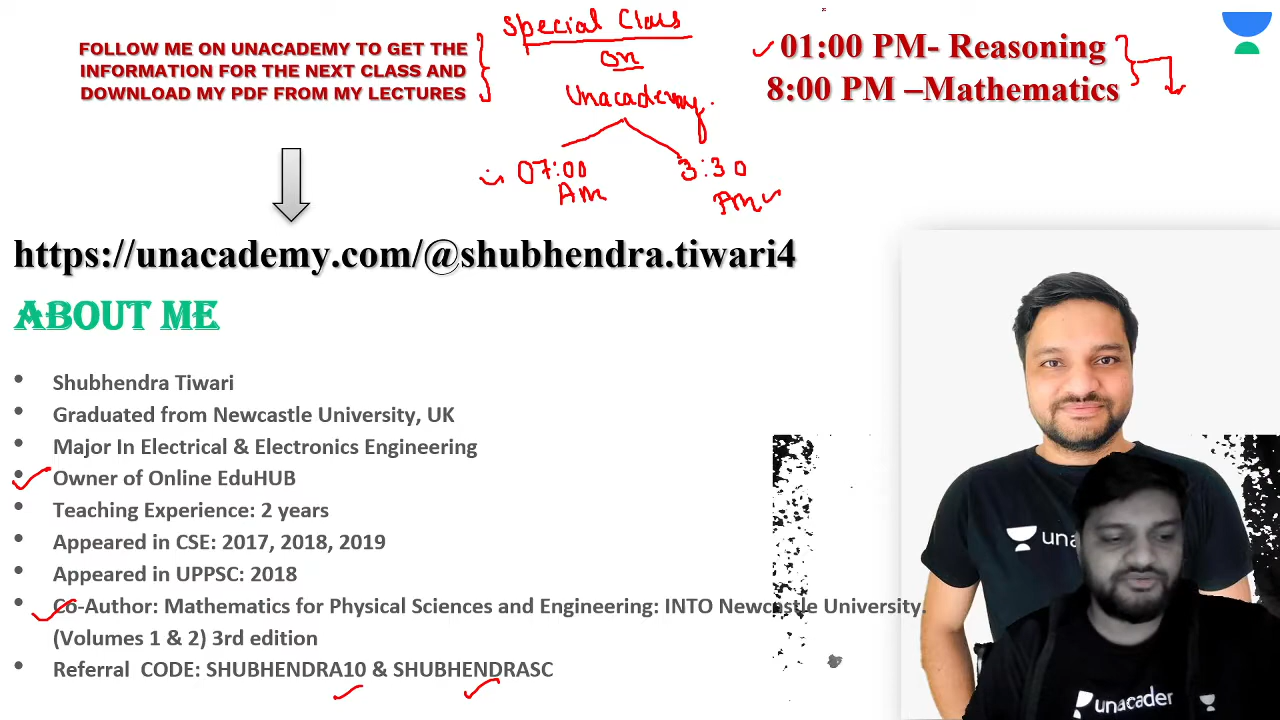 FOLLOW ME ON UNACADEMY TO GET THE
INFORMATION FOR THE NEXT CLASS AND
DOWNLOAD MY PDF FROM MY LECTURES
Special Class
on
Unacademy.
07:00
Am
3:30
Am
01:00 PM- Reasoning
8:00 PM –Mathematics
https://unacademy.com/@shubhendra.tiwari4
ABOUT ME
• Shubhendra Tiwari
• Graduated from Newcastle University, UK
• Major In Electrical & Electronics Engineering
• Owner of Online EduHUB
• Teaching Experience: 2 years
• Appeared in CSE: 2017, 2018, 2019
• Appeared in UPPSC: 2018
• Co-Author: Mathematics for Physical Sciences and Engineering: INTO Newcastle University.
(Volumes 1 & 2) 3rd edition
• Referral CODE: SHUBHENDRA10 & SHUBHENDRASC
una
unacader